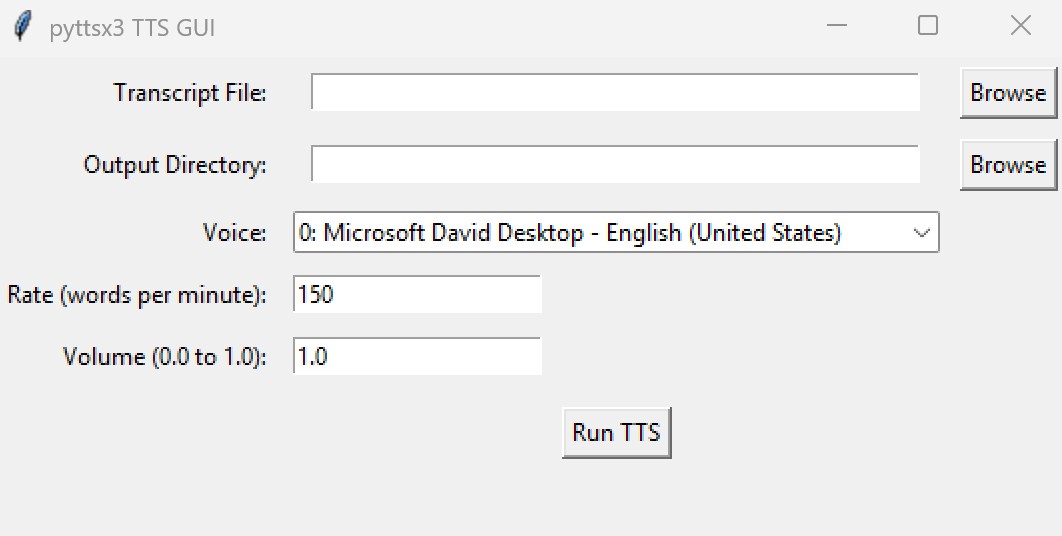 pyttsx3 TTS GUI
Transcript File: Browse
Output Directory: Browse
Voice: 0: Microsoft David Desktop - English (United States)
Rate (words per minute): 150
Volume (0.0 to 1.0): 1.0
Run TTS